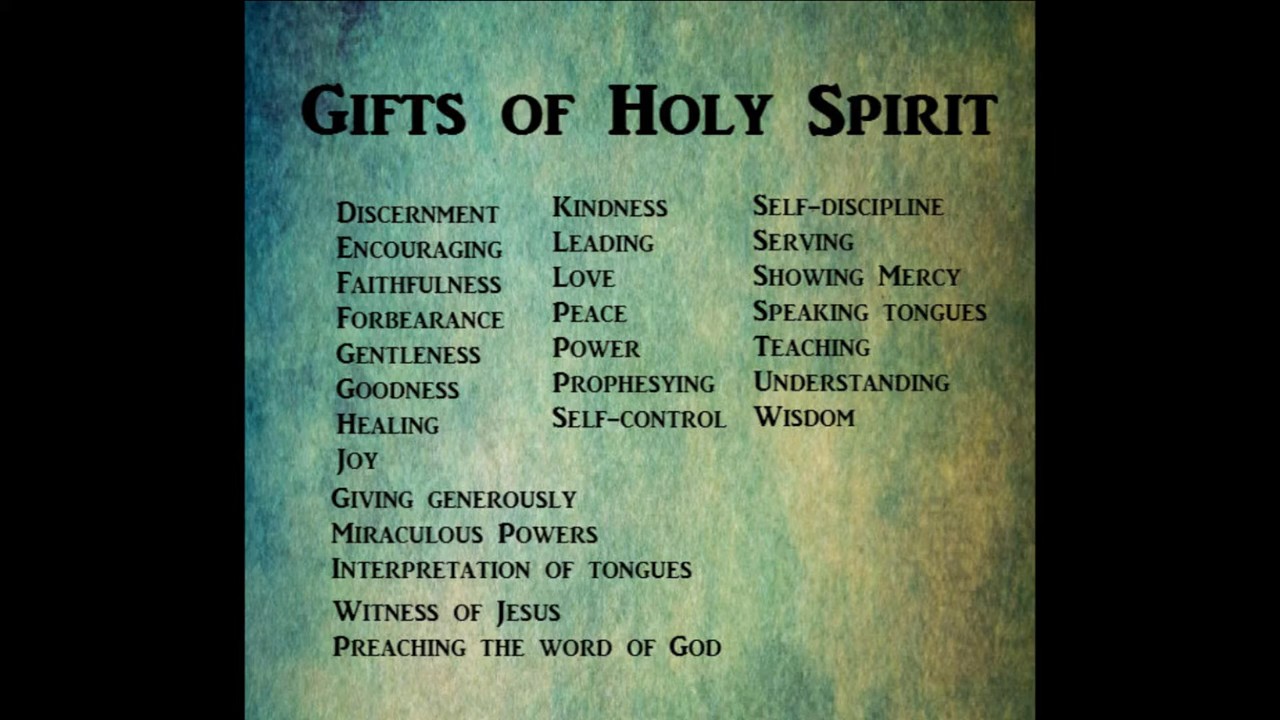 Gifts of Holy Spirit
Discernment
Encouraging
Faithfulness
Forbearance
Gentleness
Goodness
Healing
Joy
Kindness
Leading
Love
Peace
Power
Prophesying
Self-control
Self-discipline
Serving
Showing Mercy
Speaking tongues
Teaching
Understanding
Wisdom
Giving generously
Miraculous Powers
Interpretation of tongues
Witness of Jesus
Preaching the word of God